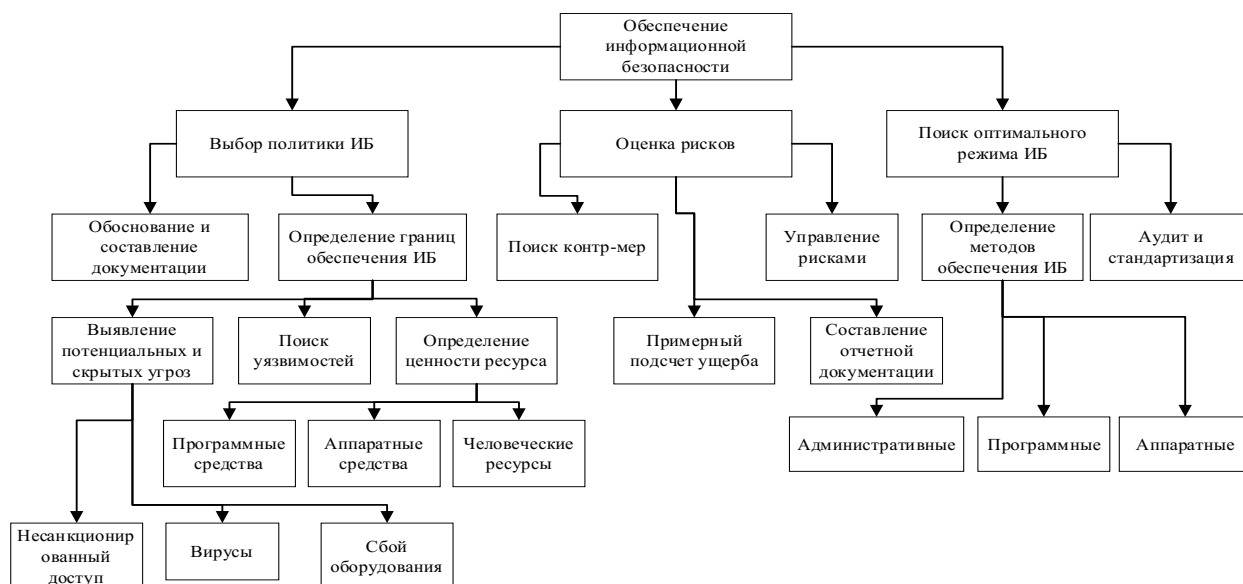 Обеспечение
информационной
безопасности
Выбор политики ИБ
Оценка рисков
Поиск оптимального
режима ИБ
Обоснование и
составление
документации
Определение границ
обеспечения ИБ
Поиск контр-мер
Управление
рисками
Определение
методов
обеспечения ИБ
Аудит и
стандартизация
Выявление
потенциальных и
скрытых угроз
Поиск
уязвимостей
Определение
ценности ресурса
Примерный
подсчет ущерба
Составление
отчетной
документации
Программные
средства
Аппаратные
средства
Человеческие
ресурсы
Административные
Программные
Аппаратные
Несанкционир
ованный
доступ
Вирусы
Сбой
оборудования